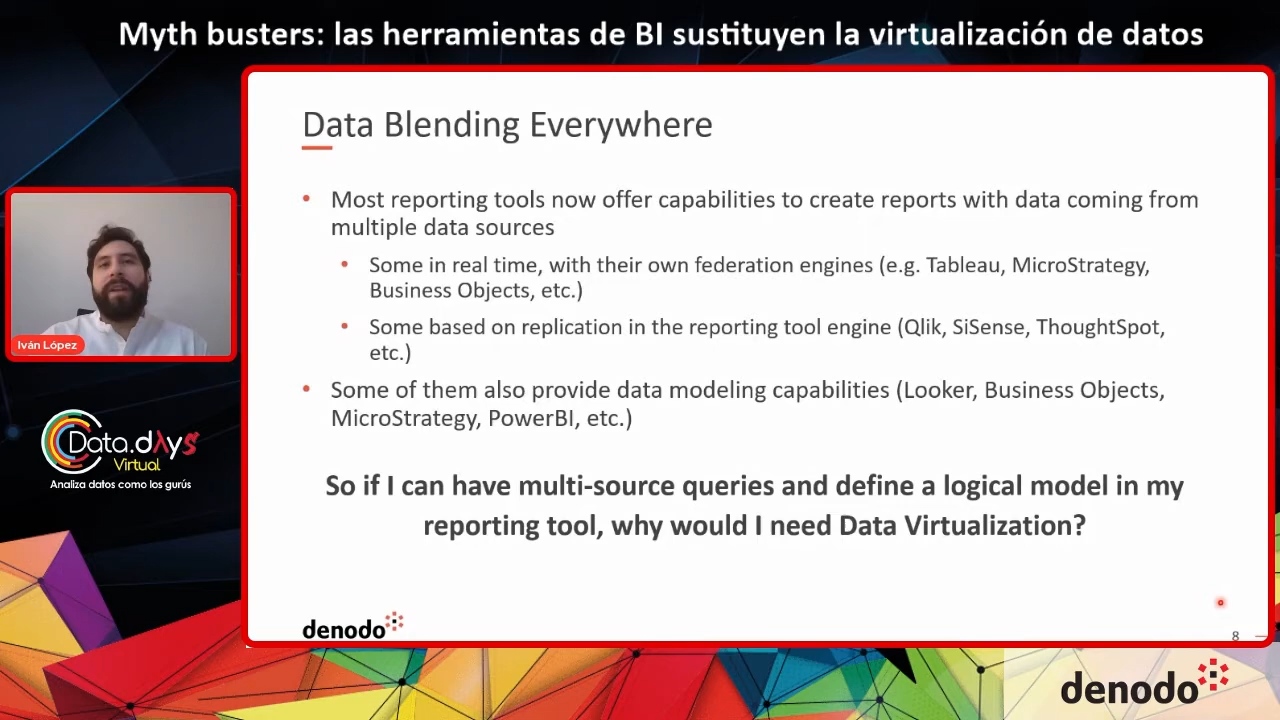 Myth busters: las herramientas de BI sustituyen la virtualización de datos
Data Blending Everywhere
• Most reporting tools now offer capabilities to create reports with data coming from
multiple data sources
• Some in real time, with their own federation engines (e.g. Tableau, MicroStrategy,
Business Objects, etc.)
• Some based on replication in the reporting tool engine (Qlik, SiSense, ThoughtSpot,
etc.)
• Some of them also provide data modeling capabilities (Looker, Business Objects,
MicroStrategy, PowerBI, etc.)
So if I can have multi-source queries and define a logical model in my
reporting tool, why would I need Data Virtualization?
denodo
8
Iván López
Data.dAys
Virtual
Analiza datos como los gurús
denodo